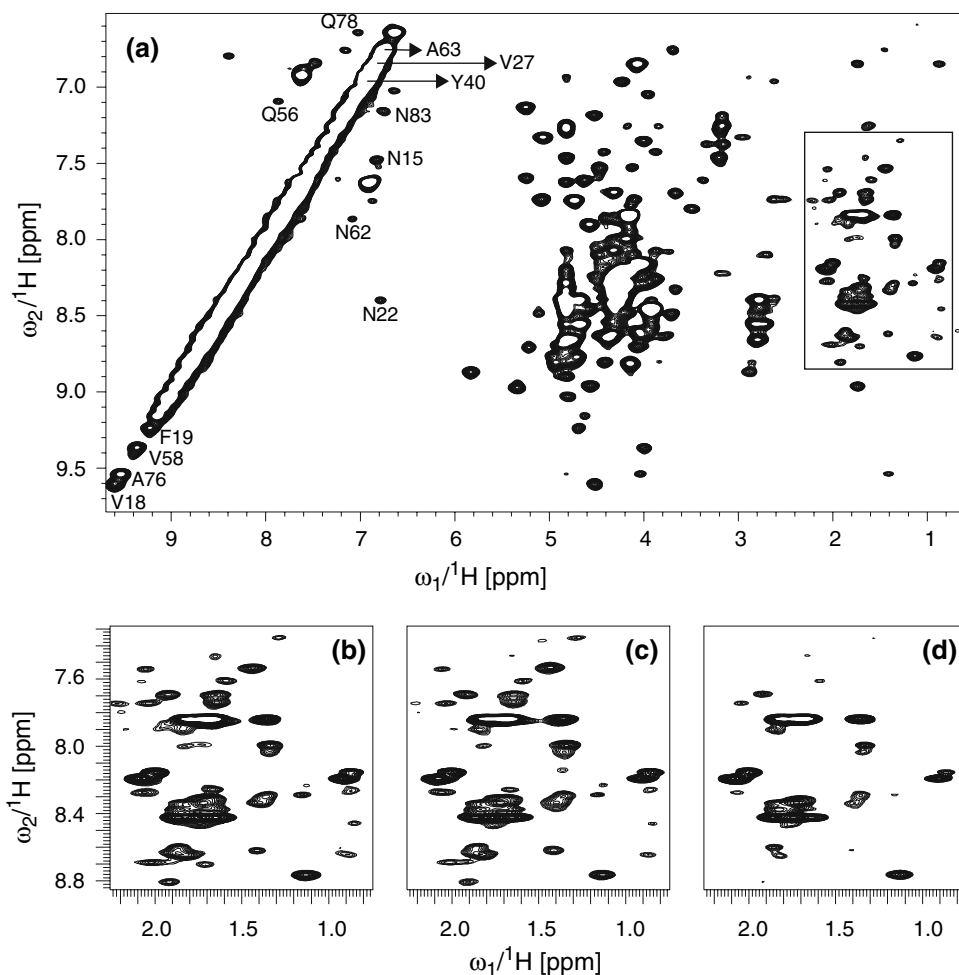 (a)
Q78
A63
V27
Y40
Q56
N83
N15
N62
N22
F19
V58
A76
V18
7.0
7.5
8.0
8.5
9.0
9.5
ω2/1H [ppm]
9 8 7 6 5 4 3 2 1
ω1/1H [ppm]
(b) (c) (d)
7.6
8.0
8.4
8.8
ω2/1H [ppm]
2.0 1.5 1.0 2.0 1.5 1.0 2.0 1.5 1.0
ω1/1H [ppm]